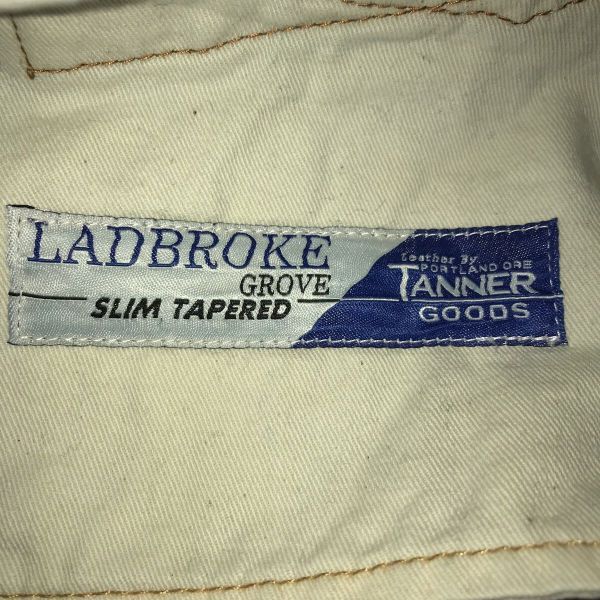 LADBROKE
GROVE
SLIM TAPERED
Leather By
PORTLAND ORE
TANNER
GOODS